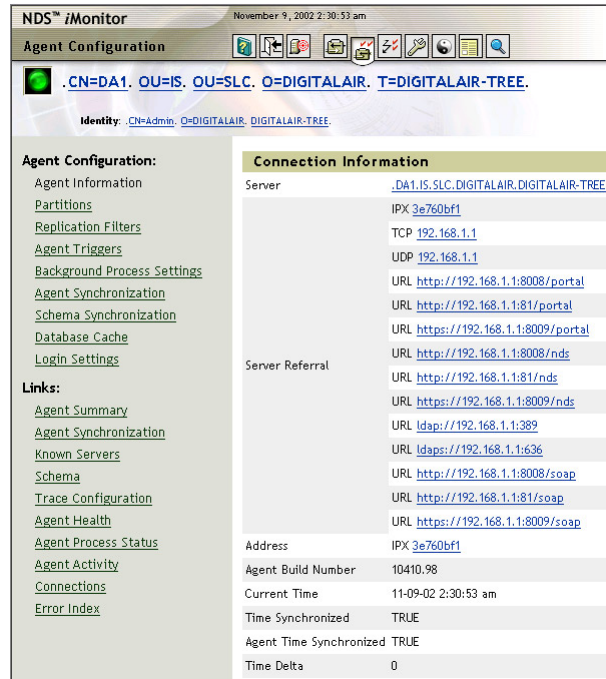 NDS™ iMonitor
November 9, 2002 2:30:53 am
Agent Configuration
.CN=DA1. OU=IS. OU=SLC. O=DIGITALAIR. T=DIGITALAIR-TREE.
Identity: .CN=Admin. O=DIGITALAIR. DIGITALAIR-TREE.
Agent Configuration:
Agent Information
Partitions
Replication Filters
Agent Triggers
Background Process Settings
Agent Synchronization
Schema Synchronization
Database Cache
Login Settings
Links:
Agent Summary
Agent Synchronization
Known Servers
Schema
Trace Configuration
Agent Health
Agent Process Status
Agent Activity
Connections
Error Index
Connection Information
Server .DA1.IS.SLC.DIGITALAIR.DIGITALAIR-TREE
Server Referral
IPX 3e760bf1
TCP 192.168.1.1
UDP 192.168.1.1
URL http://192.168.1.1:8008/portal
URL http://192.168.1.1:81/portal
URL https://192.168.1.1:8009/portal
URL http://192.168.1.1:8008/nds
URL http://192.168.1.1:81/nds
URL https://192.168.1.1:8009/nds
URL ldap://192.168.1.1:389
URL ldaps://192.168.1.1:636
URL http://192.168.1.1:8008/soap
URL http://192.168.1.1:81/soap
URL https://192.168.1.1:8009/soap
Address IPX 3e760bf1
Agent Build Number 10410.98
Current Time 11-09-02 2:30:53 am
Time Synchronized TRUE
Agent Time Synchronized TRUE
Time Delta 0